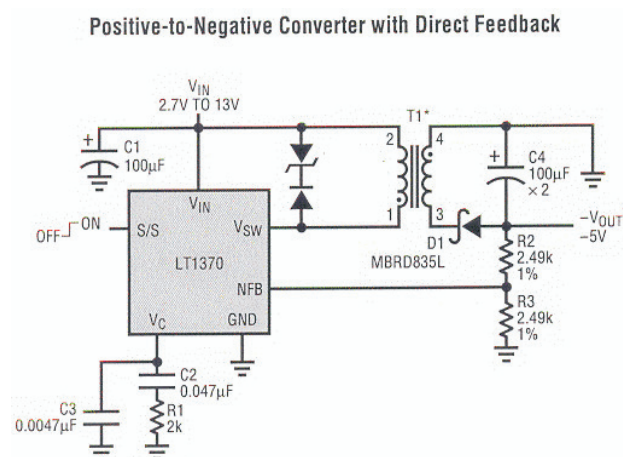 Positive-to-Negative Converter with Direct Feedback
VIN
2.7V TO 13V
T1*
+
C1
100µF
2
4
+
C4
100µF
× 2
VIN
ON
OFF
S/S
VSW
1
3
D1
MBRD835L
–VOUT
–5V
LT1370
R2
2.49k
1%
NFB
VC
GND
R3
2.49k
1%
C2
0.047µF
C3
0.0047µF
R1
2k